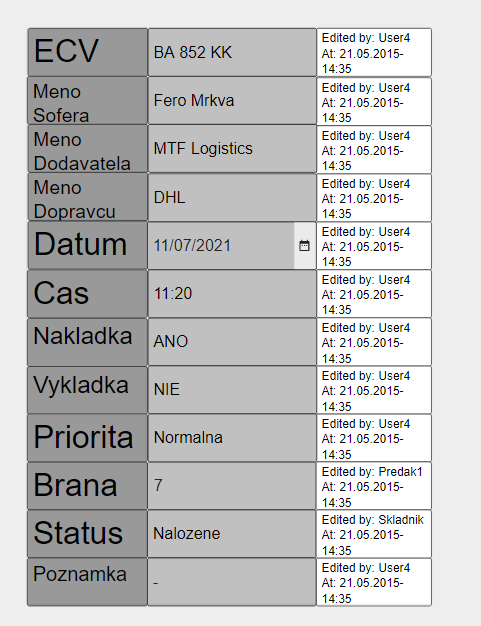 ECV
BA 852 KK
Edited by: User4
At: 21.05.2015-
14:35
Meno
Sofera
Fero Mrkva
Edited by: User4
At: 21.05.2015-
14:35
Meno
Dodavatela
MTF Logistics
Edited by: User4
At: 21.05.2015-
14:35
Meno
Dopravcu
DHL
Edited by: User4
At: 21.05.2015-
14:35
Datum
11/07/2021
Edited by: User4
At: 21.05.2015-
14:35
Cas
11:20
Edited by: User4
At: 21.05.2015-
14:35
Nakladka
ANO
Edited by: User4
At: 21.05.2015-
14:35
Vykladka
NIE
Edited by: User4
At: 21.05.2015-
14:35
Priorita
Normalna
Edited by: User4
At: 21.05.2015-
14:35
Brana
7
Edited by: Predak1
At: 21.05.2015-
14:35
Status
Nalozene
Edited by: Skladnik
At: 21.05.2015-
14:35
Poznamka
-
Edited by: User4
At: 21.05.2015-
14:35